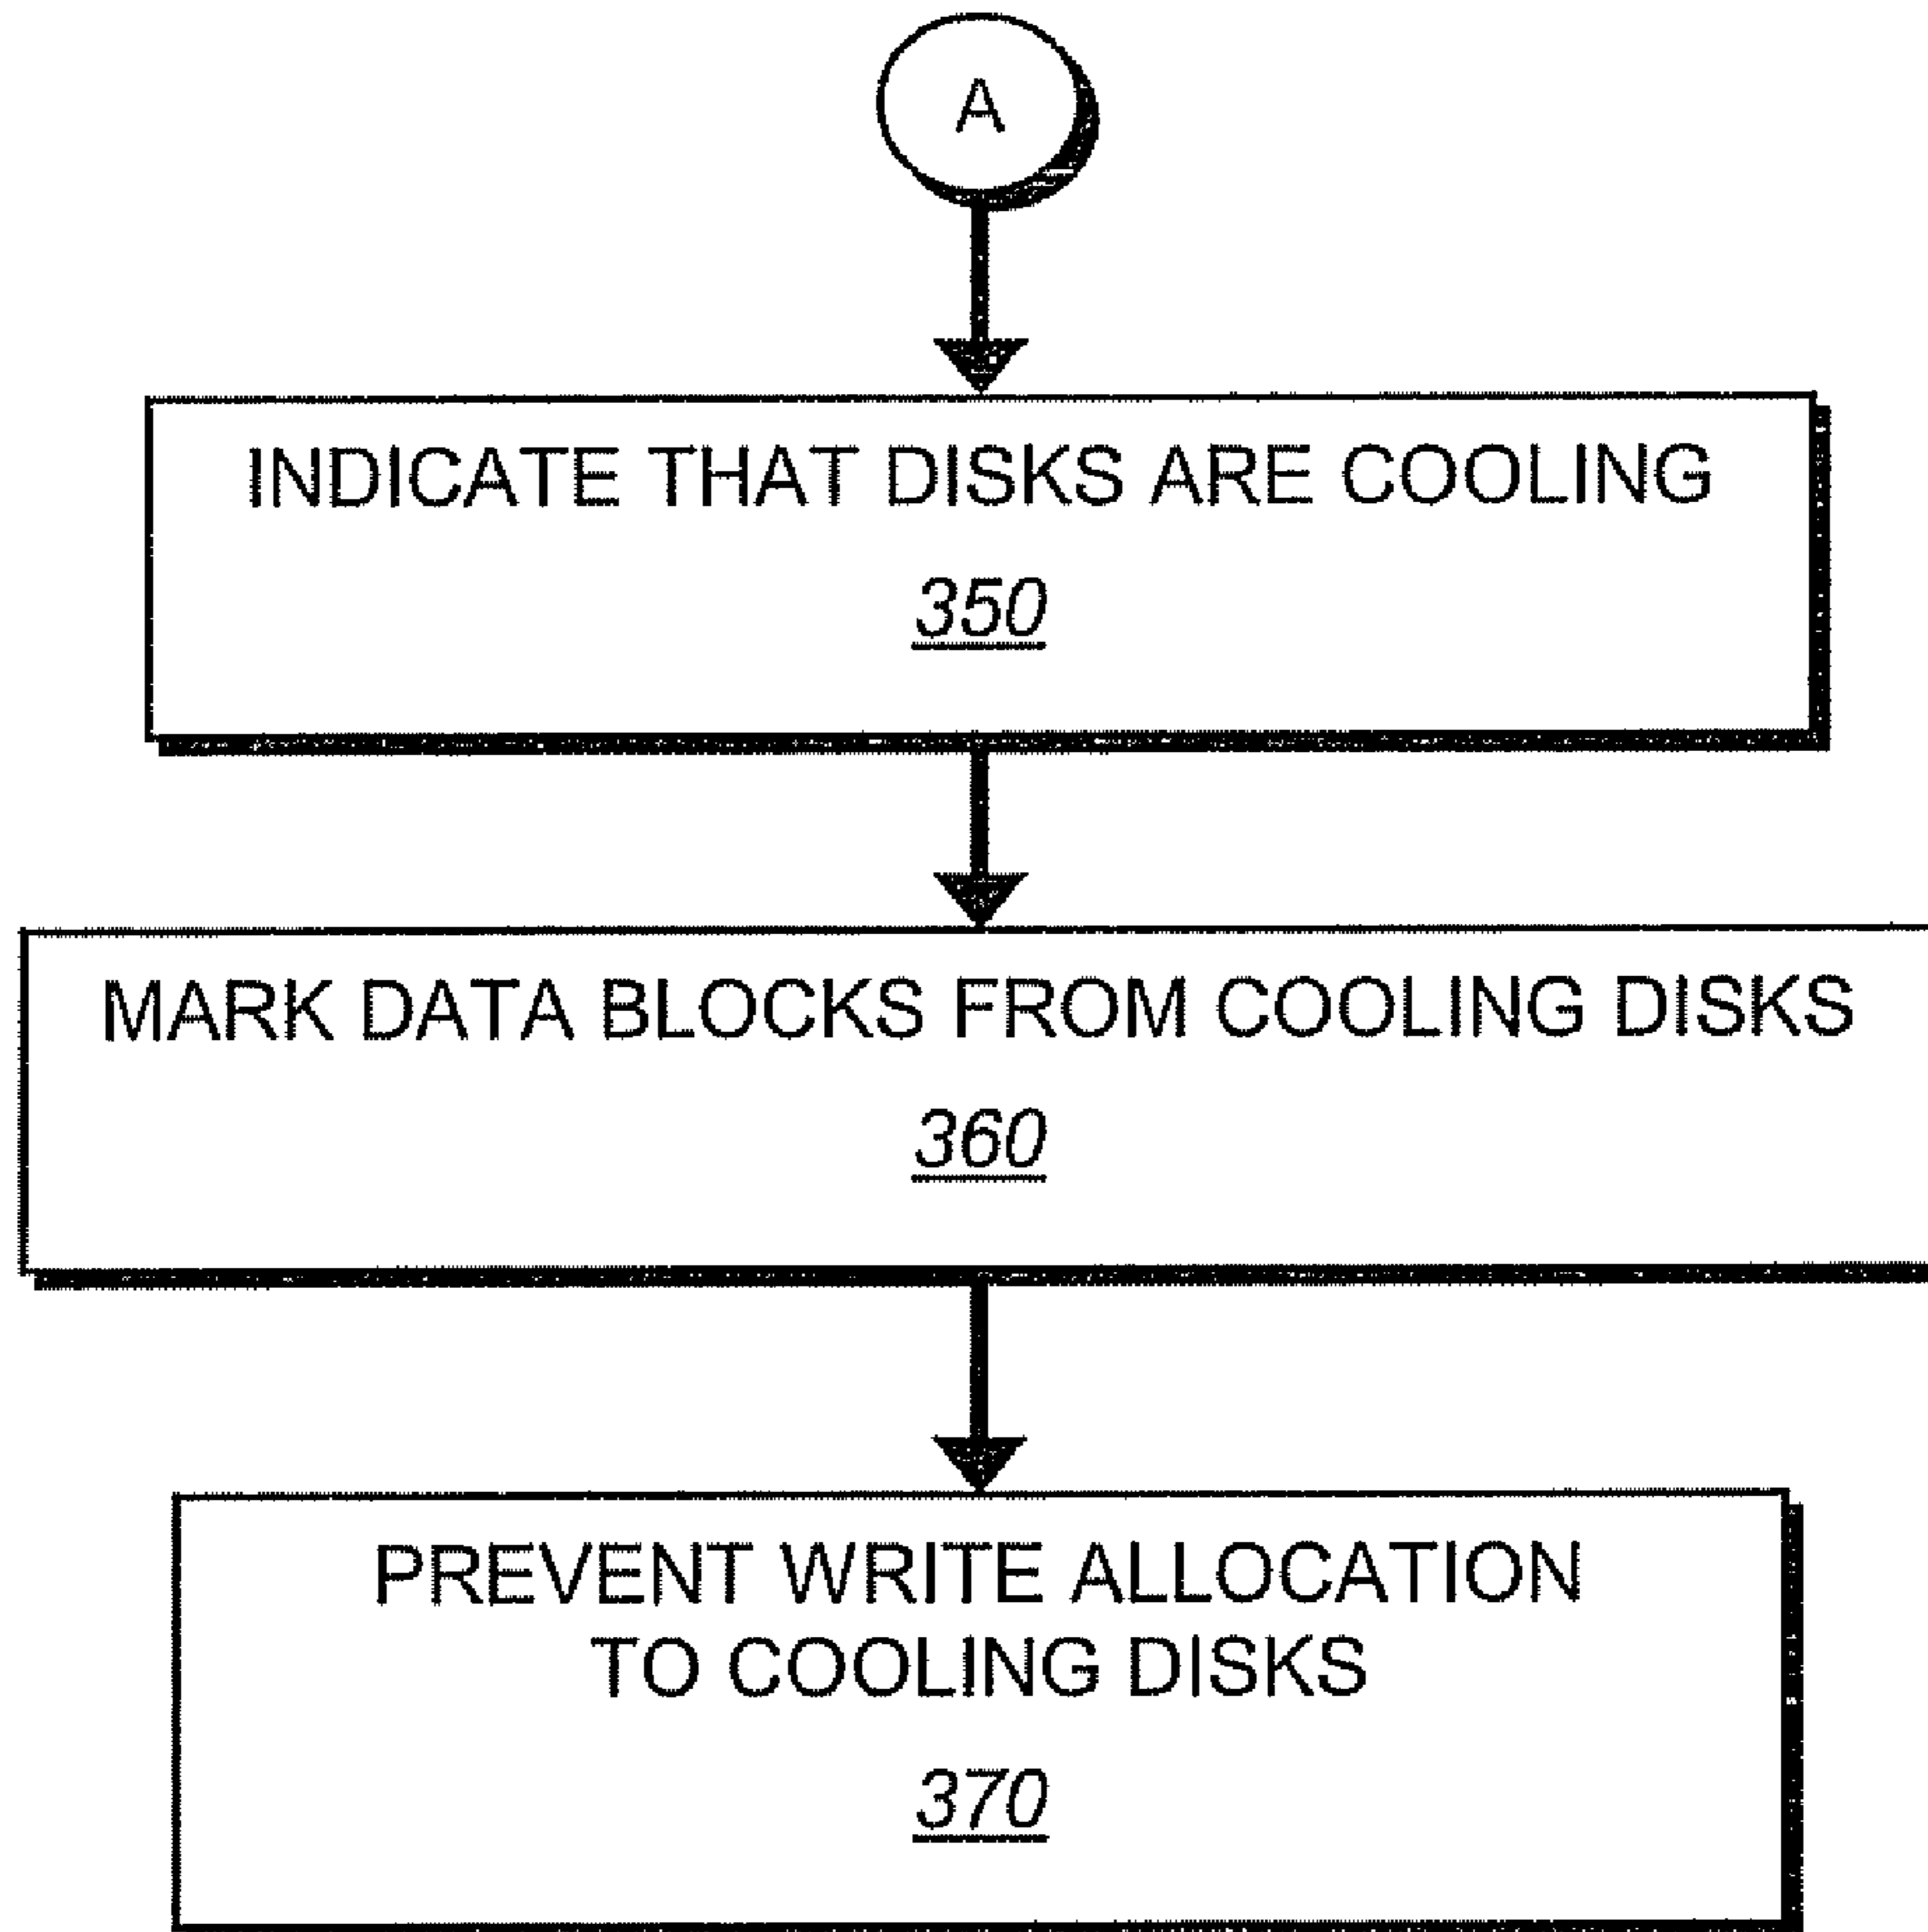 A
INDICATE THAT DISKS ARE COOLING
350
MARK DATA BLOCKS FROM COOLING DISKS
360
PREVENT WRITE ALLOCATION
TO COOLING DISKS
370